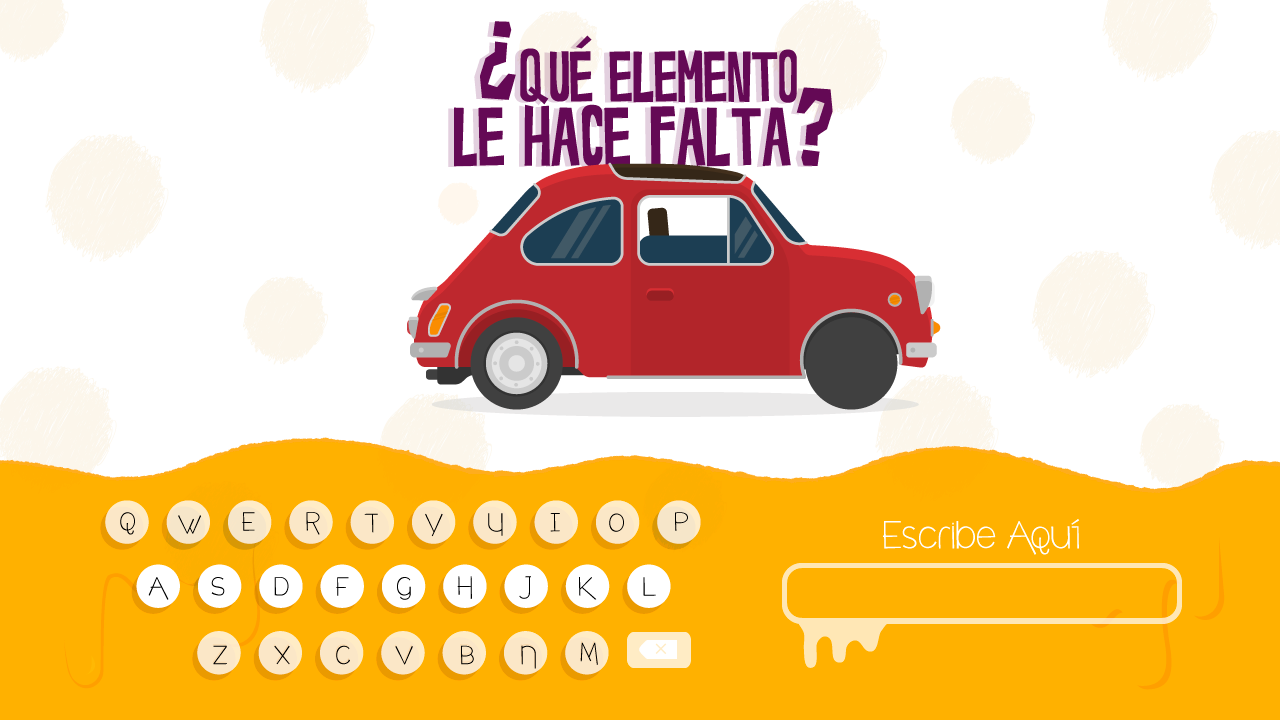 ¿QUÉ ELEMENTO
LE HACE FALTA?
Q W E R T Y U I O P
A S D F G H J K L
Z X C V B N M
Escribe Aquí